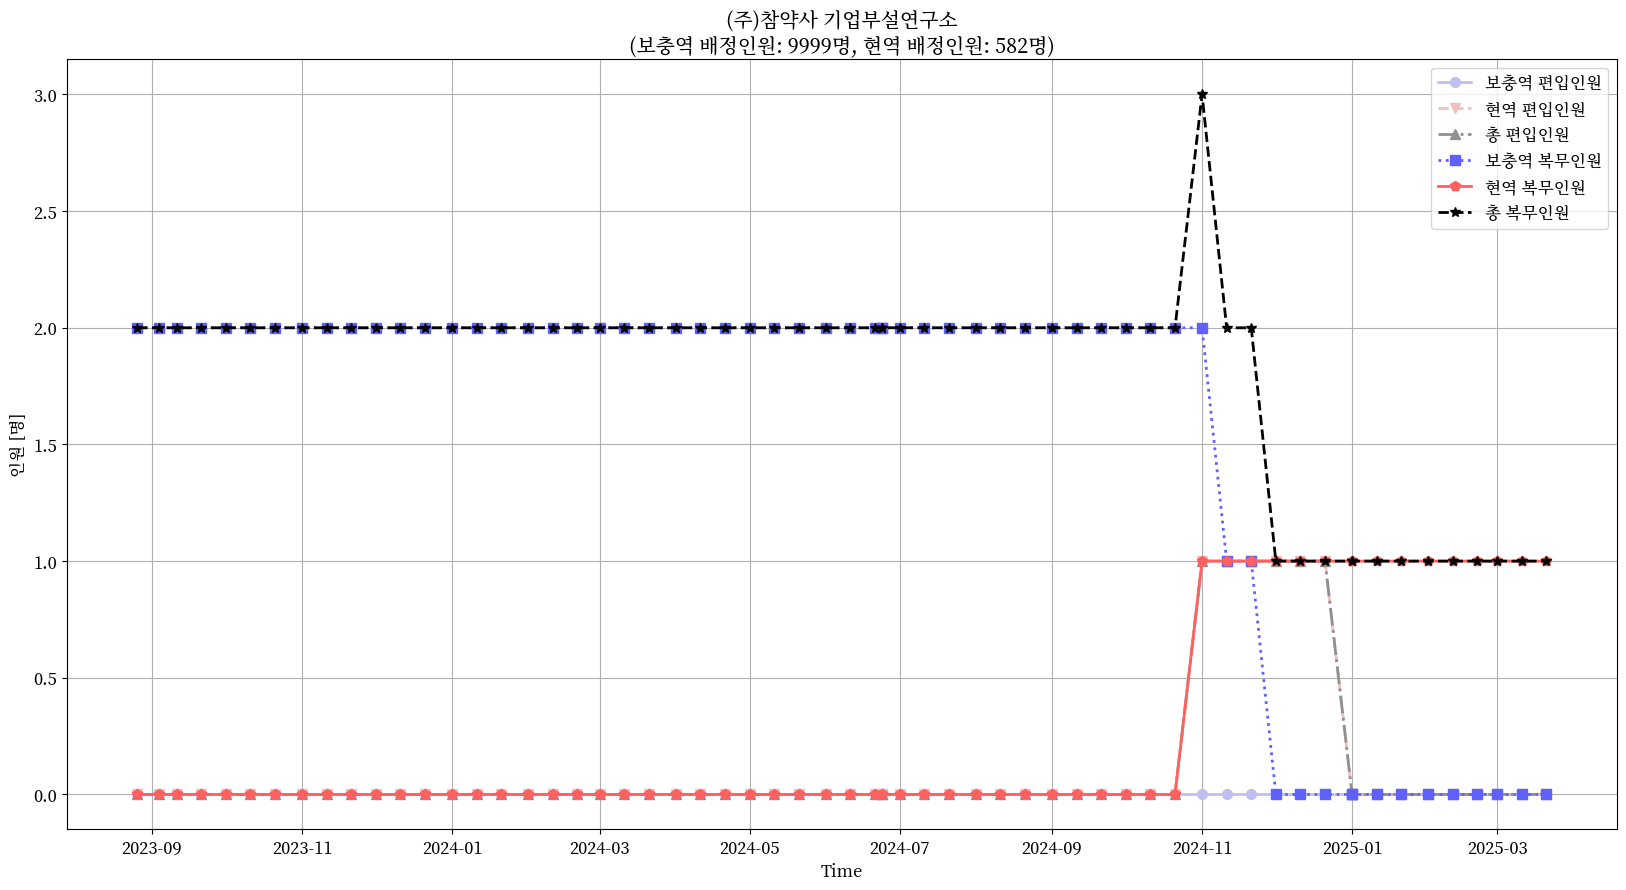 (주)참약사 기업부설연구소
(보충역 배정인원: 9999명, 현역 배정인원: 582명)
보충역 편입인원
현역 편입인원
총 편입인원
보충역 복무인원
현역 복무인원
총 복무인원
인원 [명]
3.0
2.5
2.0
1.5
1.0
0.5
0.0
2023-09
2023-11
2024-01
2024-03
2024-05
2024-07
2024-09
2024-11
2025-01
2025-03
Time